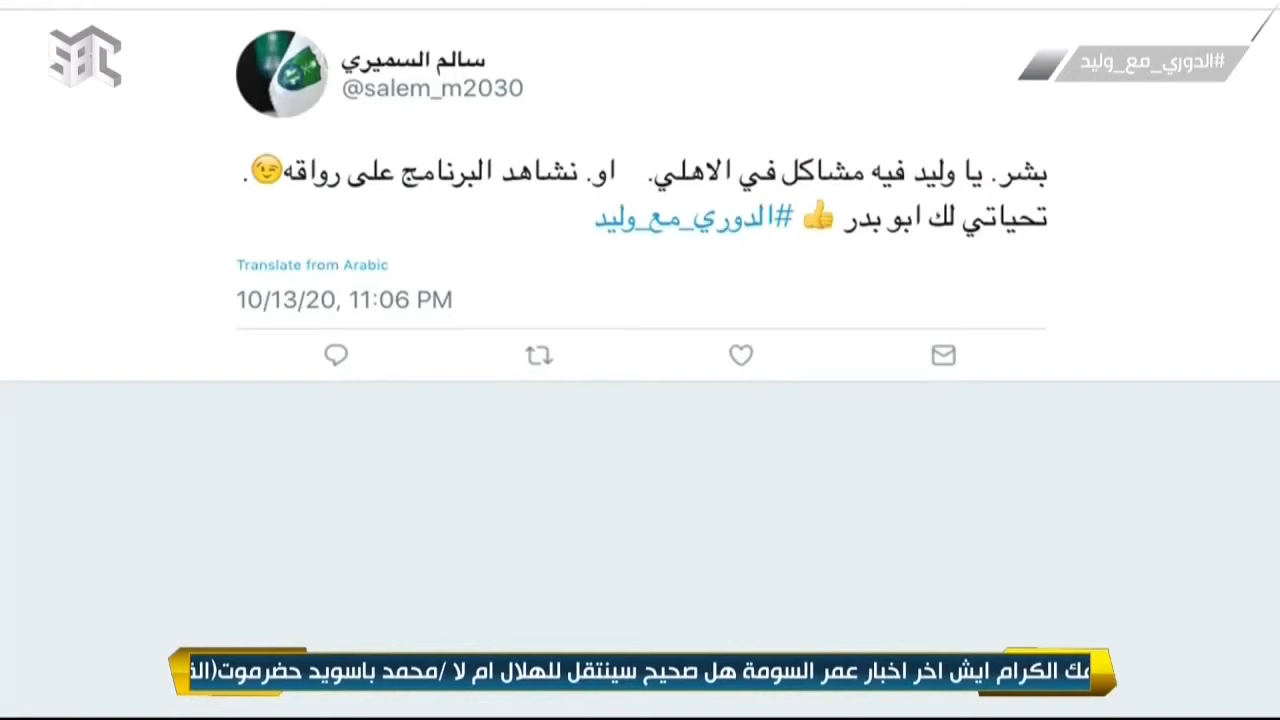 SBC
#الدوري_مع_وليد
سالم السميري
@salem_m2030
بشر. يا وليد فيه مشاكل في الاهلي. او. نشاهد البرنامج على رواقه😉.
تحياتي لك ابو بدر 👍 #الدوري_مع_وليد
Translate from Arabic
10/13/20, 11:06 PM
الكرام ايش اخر اخبار عمر السومة هل صحيح سينتقل للهلال ام لا /محمد باسويد حضرموت